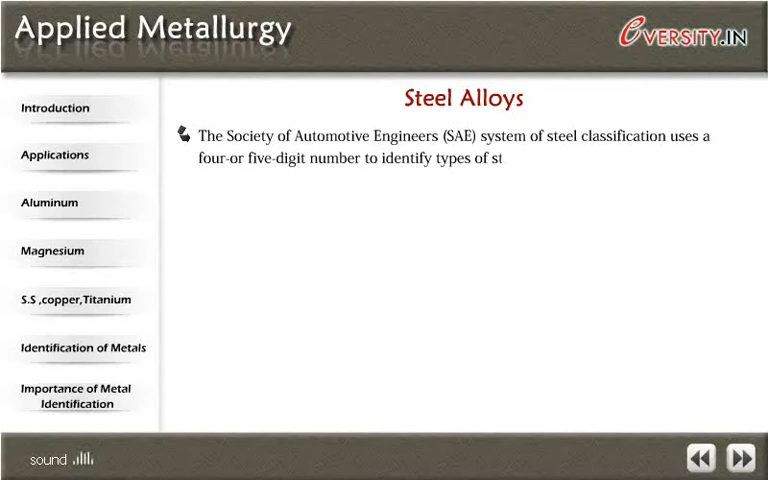 Applied Metallurgy
eVERSITY.IN
Steel Alloys
Introduction
Applications
Aluminum
Magnesium
S.S ,copper,Titanium
Identification of Metals
Importance of Metal
Identification
The Society of Automotive Engineers (SAE) system of steel classification uses a
four-or five-digit number to identify types of st
sound